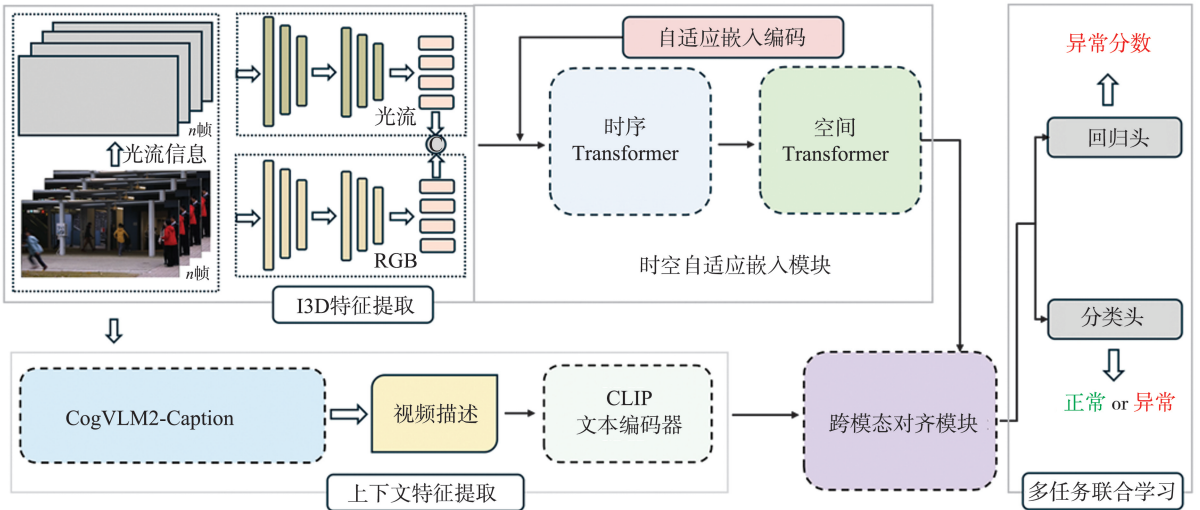 n帧
光流信息
n帧
光流
RGB
I3D特征提取
自适应嵌入编码
时序
Transformer
空间
Transformer
时空自适应嵌入模块
CogVLM2-Caption
视频描述
CLIP
文本编码器
上下文特征提取
跨模态对齐模块
异常分数
回归头
分类头
正常 or 异常
多任务联合学习